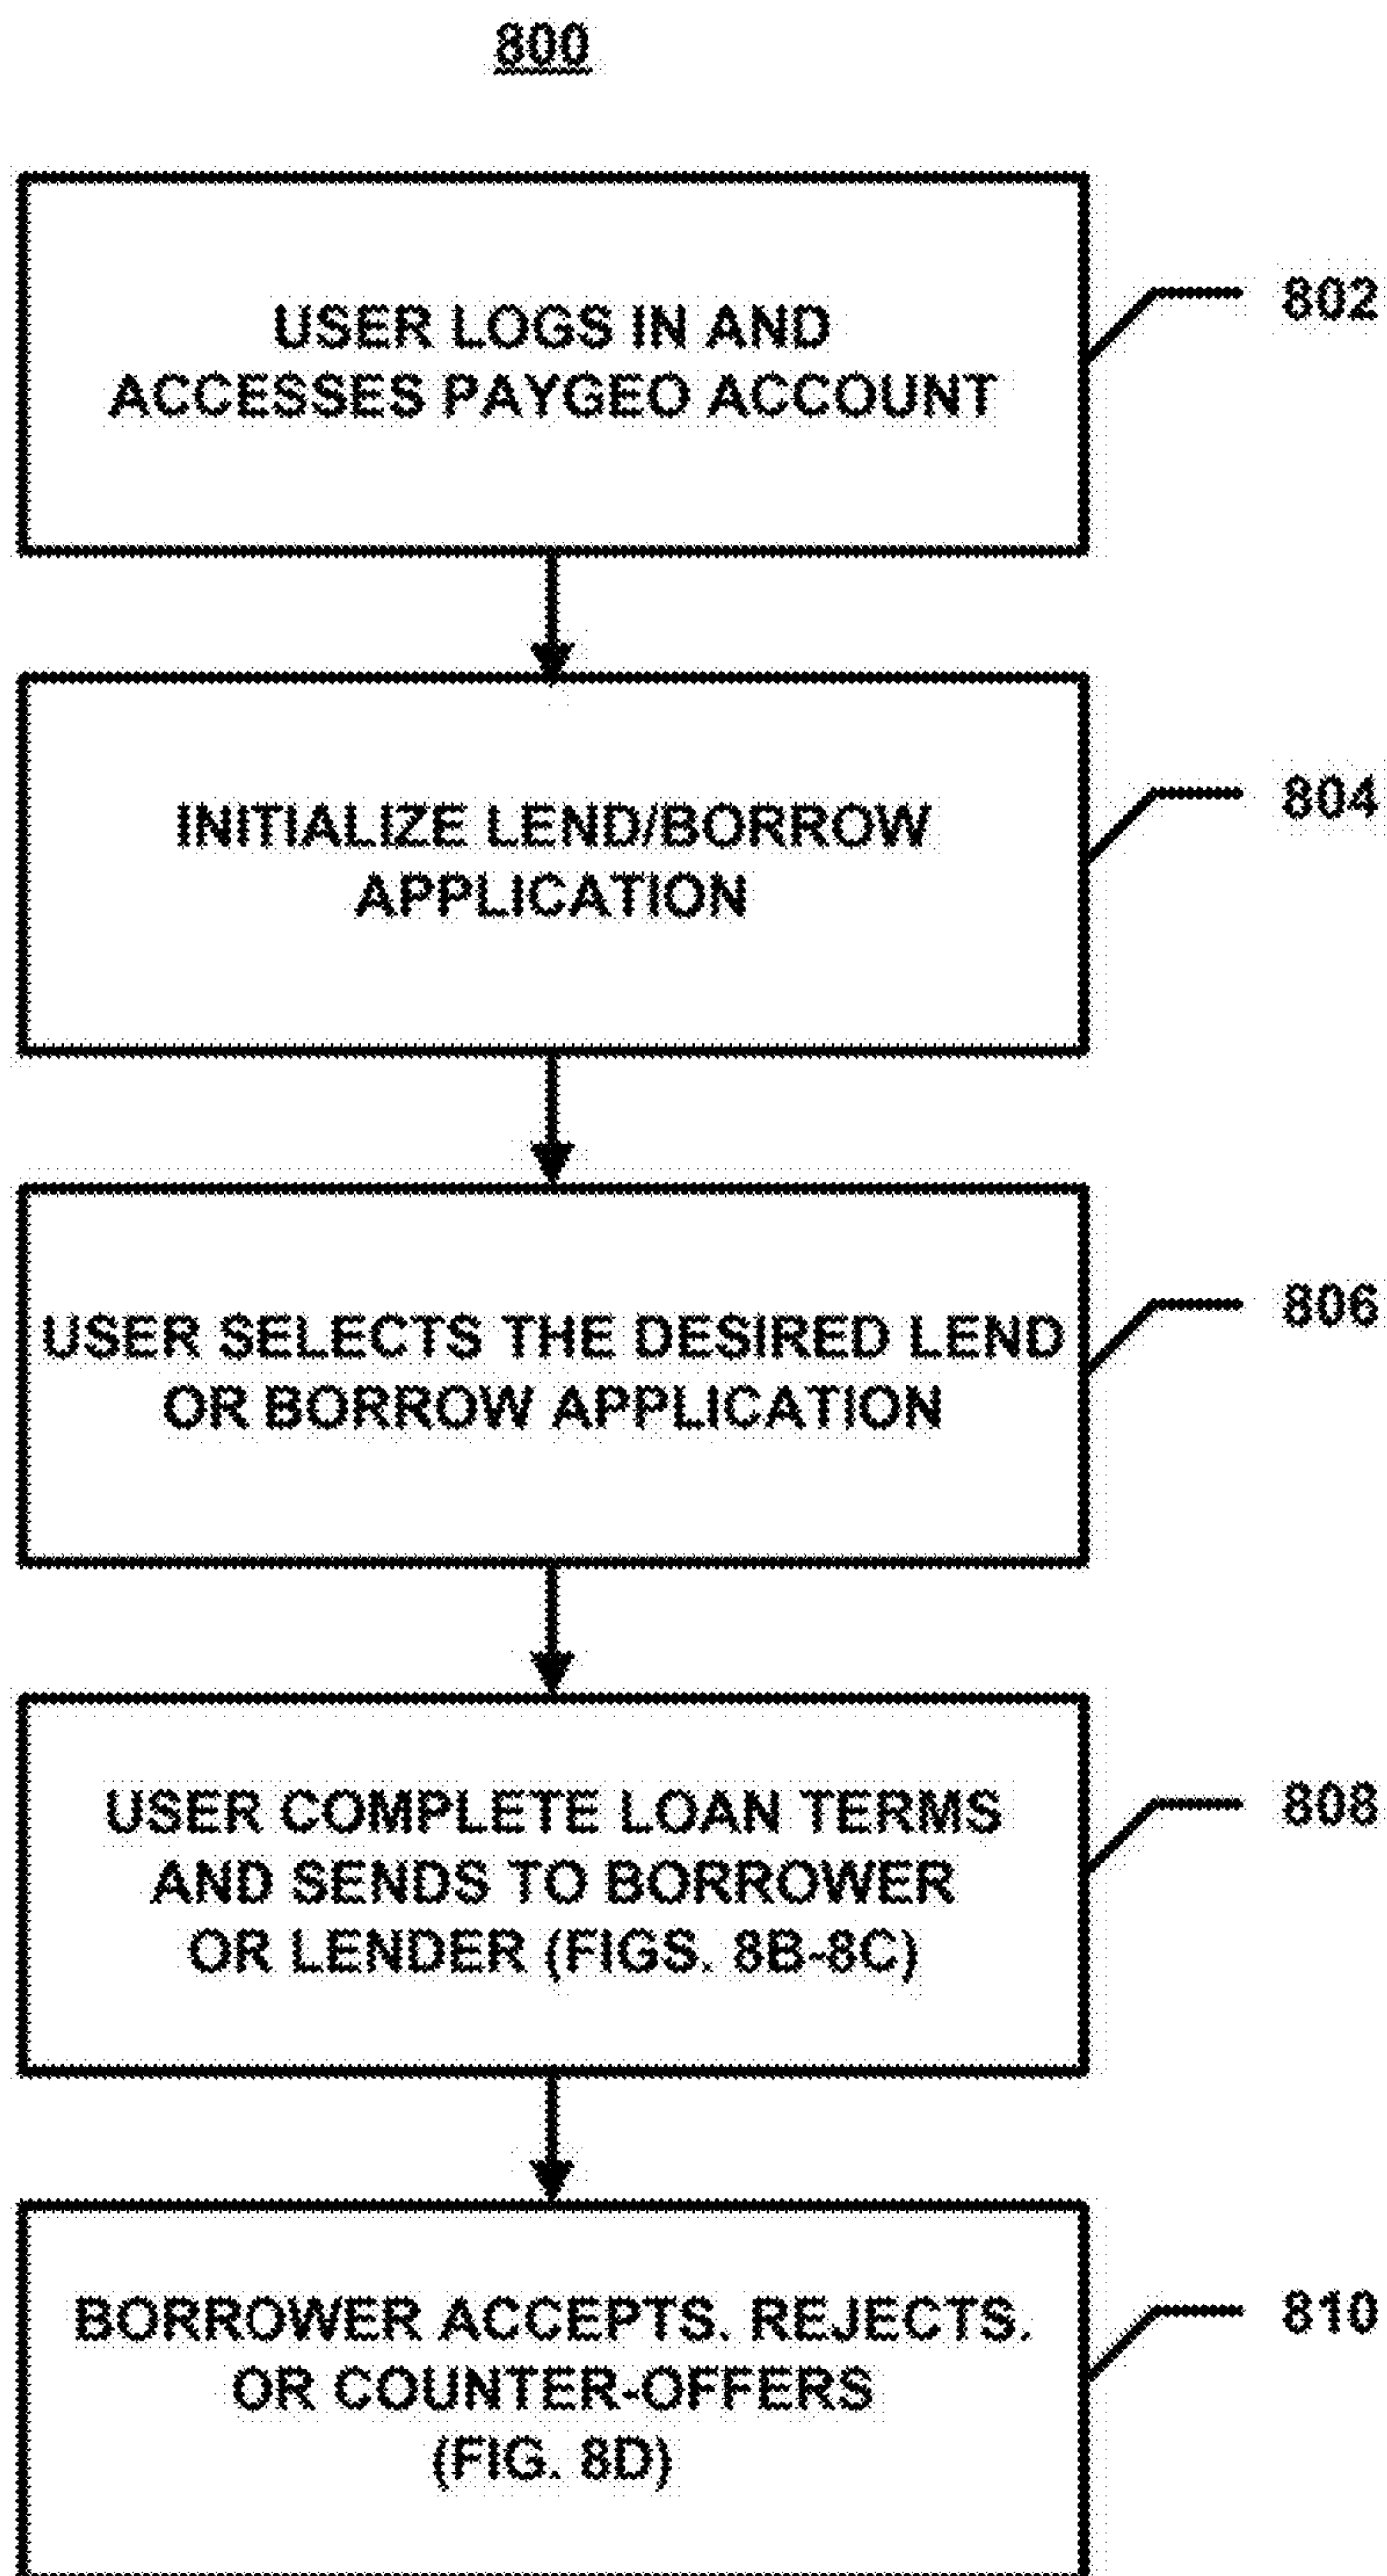 800
USER LOGS IN AND
ACCESSES PAYGEO ACCOUNT
802
INITIALIZE LEND/BORROW
APPLICATION
804
USER SELECTS THE DESIRED LEND
OR BORROW APPLICATION
806
USER COMPLETE LOAN TERMS
AND SENDS TO BORROWER
OR LENDER (FIGS. 8B-8C)
808
BORROWER ACCEPTS. REJECTS.
OR COUNTER-OFFERS
(FIG. 8D)
810